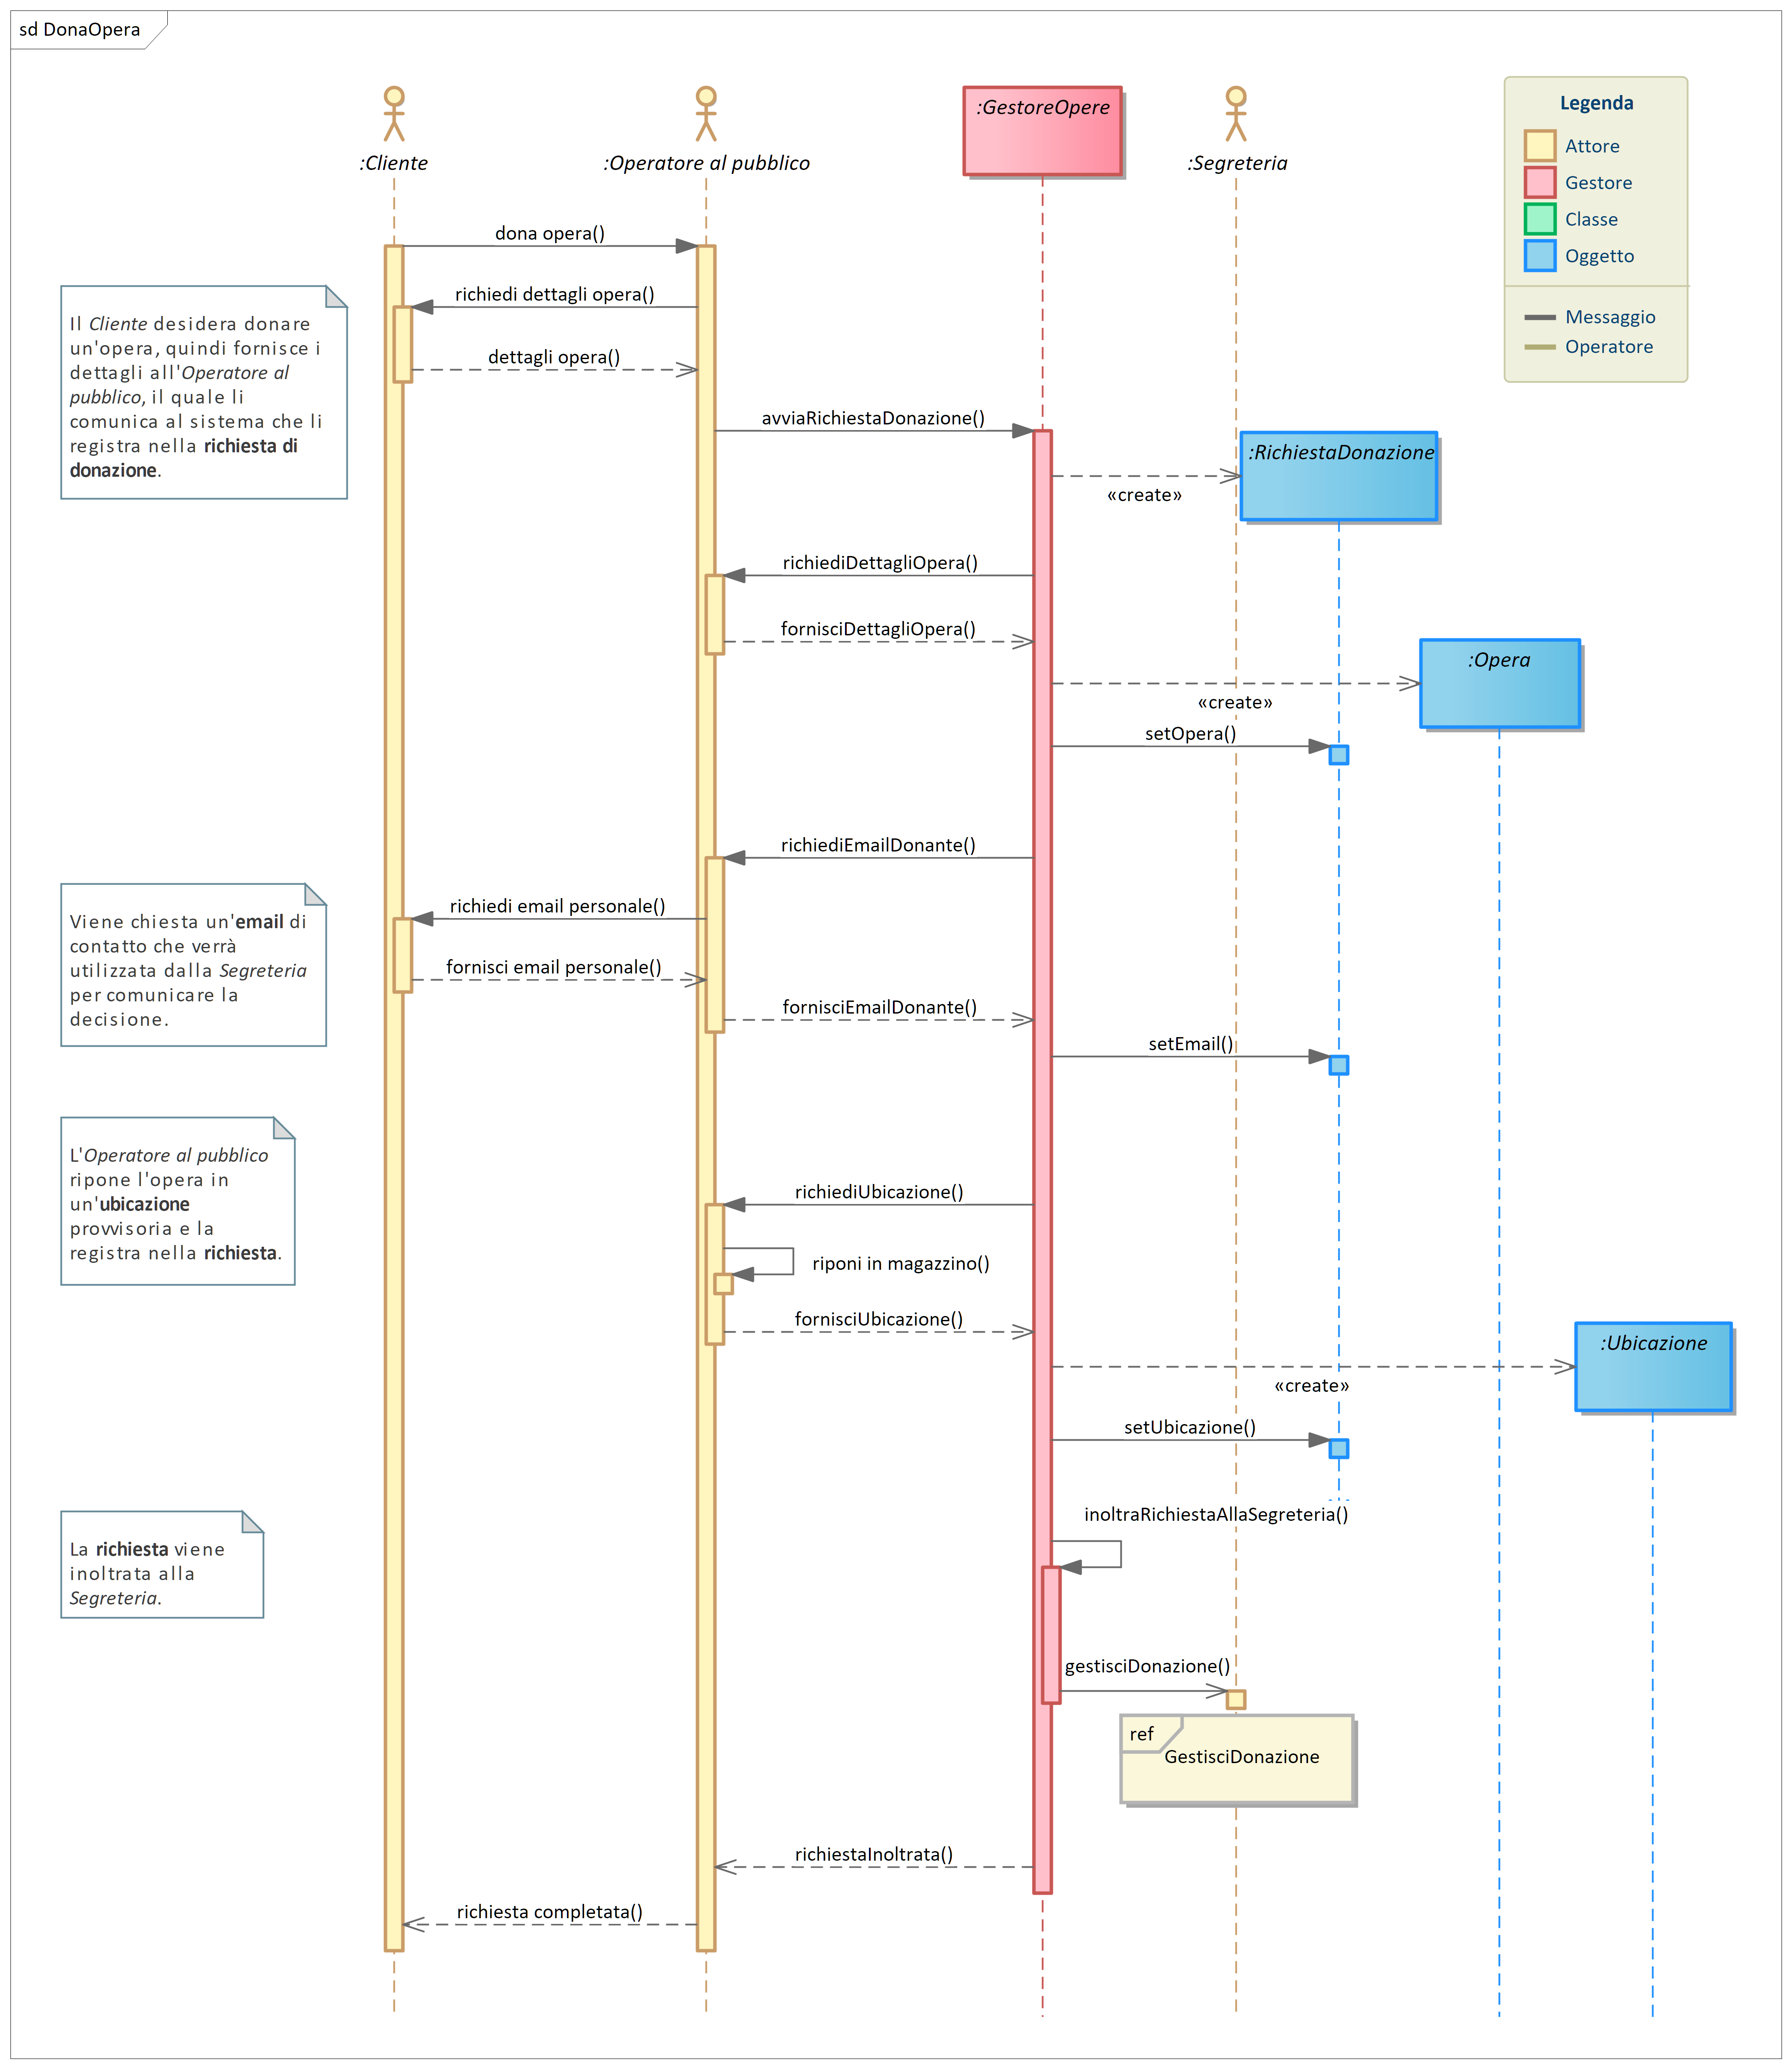 sd DonaOpera
:Cliente
:Operatore al pubblico
:GestoreOpere
:Segreteria
Legenda
Attore
Gestore
Classe
Oggetto
Messaggio
Operatore
dona opera()
richiedi dettagli opera()
dettagli opera()
Il Cliente desidera donare
un'opera, quindi fornisce i
dettagli all'Operatore al
pubblico, il quale li
comunica al sistema che li
registra nella richiesta di
donazione.
avviaRichiestaDonazione()
:RichiestaDonazione
«create»
richiediDettagliOpera()
fornisciDettagliOpera()
:Opera
«create»
setOpera()
richiediEmailDonante()
richiedi email personale()
Viene chiesta un'email di
contatto che verrà
utilizzata dalla Segreteria
per comunicare la
decisione.
fornisci email personale()
fornisciEmailDonante()
setEmail()
L'Operatore al pubblico
ripone l'opera in
un'ubicazione
provvisoria e la
registra nella richiesta.
richiediUbicazione()
riponi in magazzino()
fornisciUbicazione()
:Ubicazione
«create»
setUbicazione()
inoltraRichiestaAllaSegreteria()
La richiesta viene
inoltrata alla
Segreteria.
gestisciDonazione()
ref
GestisciDonazione
richiestaInoltrata()
richiesta completata()